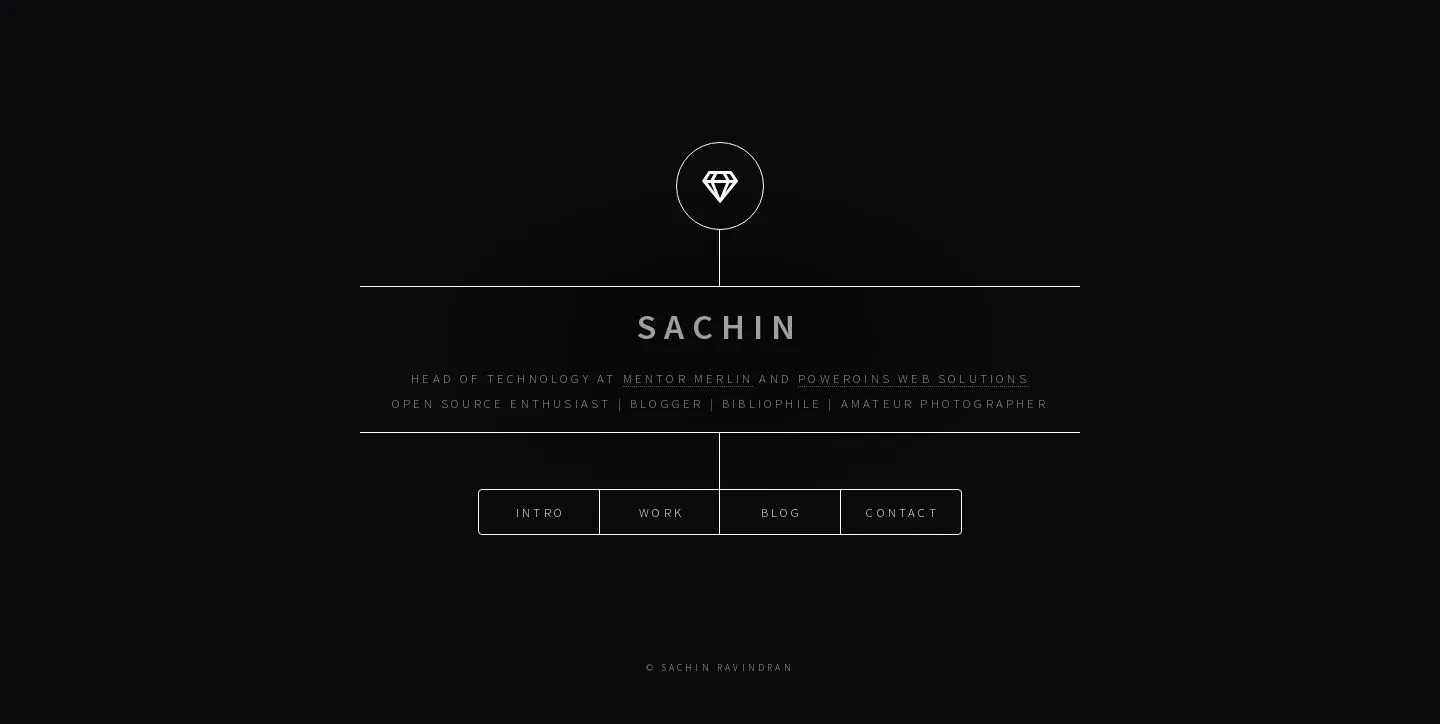 SACHIN
HEAD OF TECHNOLOGY AT MENTOR MERLIN AND POWEROINS WEB SOLUTIONS
OPEN SOURCE ENTHUSIAST | BLOGGER | BIBLIOPHILE | AMATEUR PHOTOGRAPHER
INTRO WORK BLOG CONTACT
© SACHIN RAVINDRAN